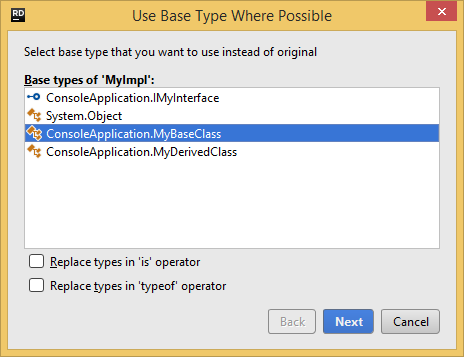 RD
Use Base Type Where Possible
Select base type that you want to use instead of original
Base types of 'MyImpl':
ConsoleApplication.IMyInterface
System.Object
ConsoleApplication.MyBaseClass
ConsoleApplication.MyDerivedClass
Replace types in 'is' operator
Replace types in 'typeof' operator
Back Next Cancel